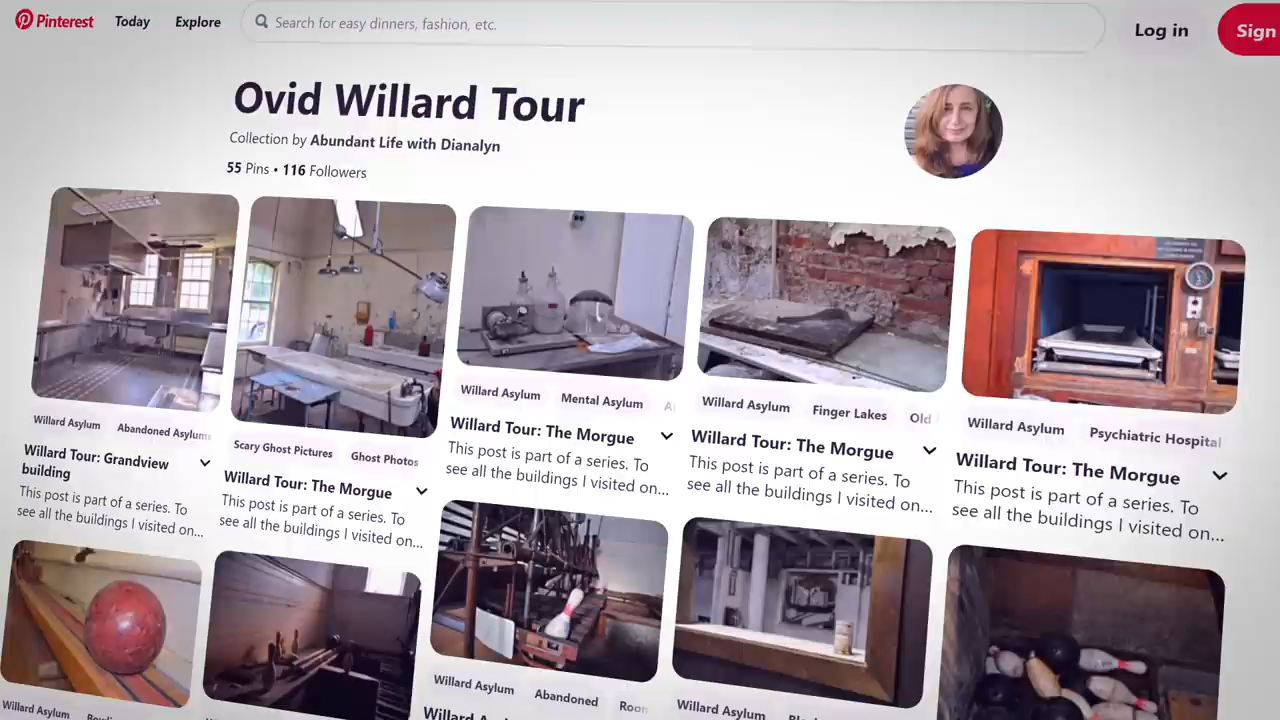 Pinterest Today Explore Search for easy dinners, fashion, etc. Log in Sign
Ovid Willard Tour
Collection by Abundant Life with Dianalyn
55 Pins • 116 Followers
Willard Asylum Abandoned Asylums
Willard Tour: Grandview
building
This post is part of a series. To
see all the buildings I visited on...
Scary Ghost Pictures Ghost Photos
Willard Tour: The Morgue
This post is part of a series. To
see all the buildings I visited on...
Willard Asylum Mental Asylum
Willard Tour: The Morgue
This post is part of a series. To
see all the buildings I visited on...
Willard Asylum Finger Lakes Old
Willard Tour: The Morgue
This post is part of a series. To
see all the buildings I visited on...
Willard Asylum Psychiatric Hospital
Willard Tour: The Morgue
This post is part of a series. To
see all the buildings I visited on...
Willard Asylum
Willard Asylum Abandoned
Willard Asylum